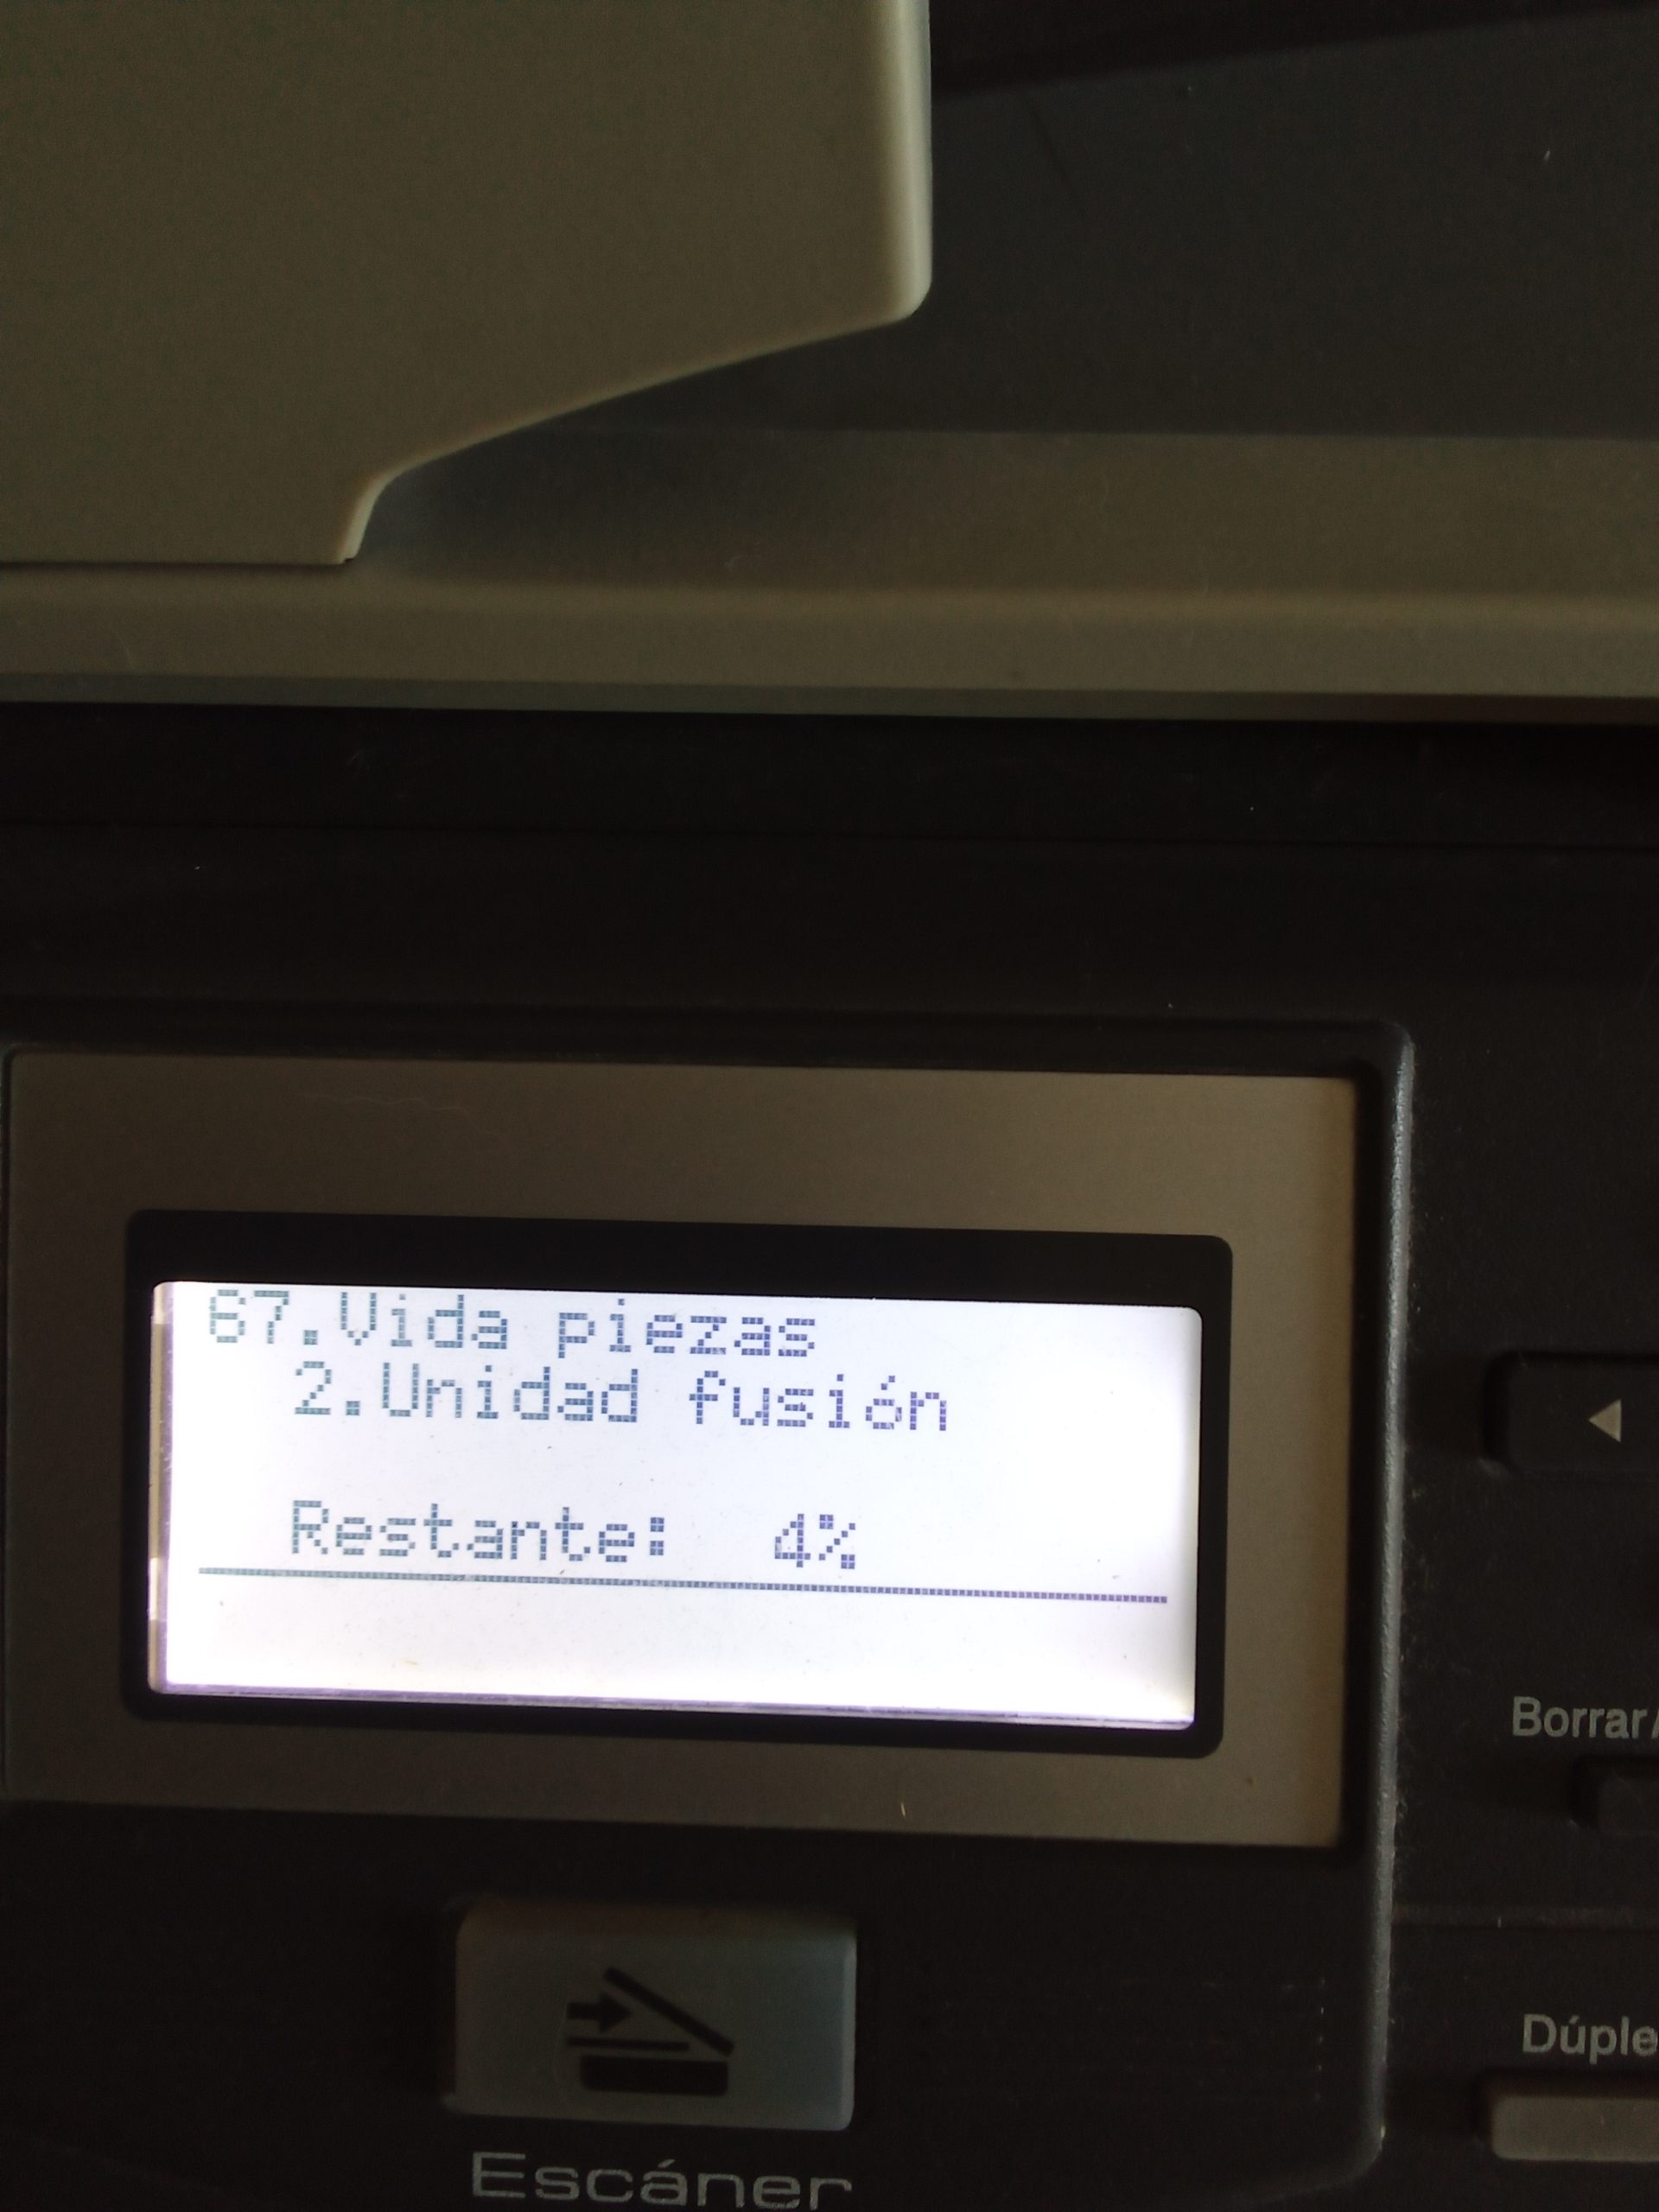 67.Vida piezas
2.Unidad fusión
Restante: 4%
Borrar/
Dúple
Escáner